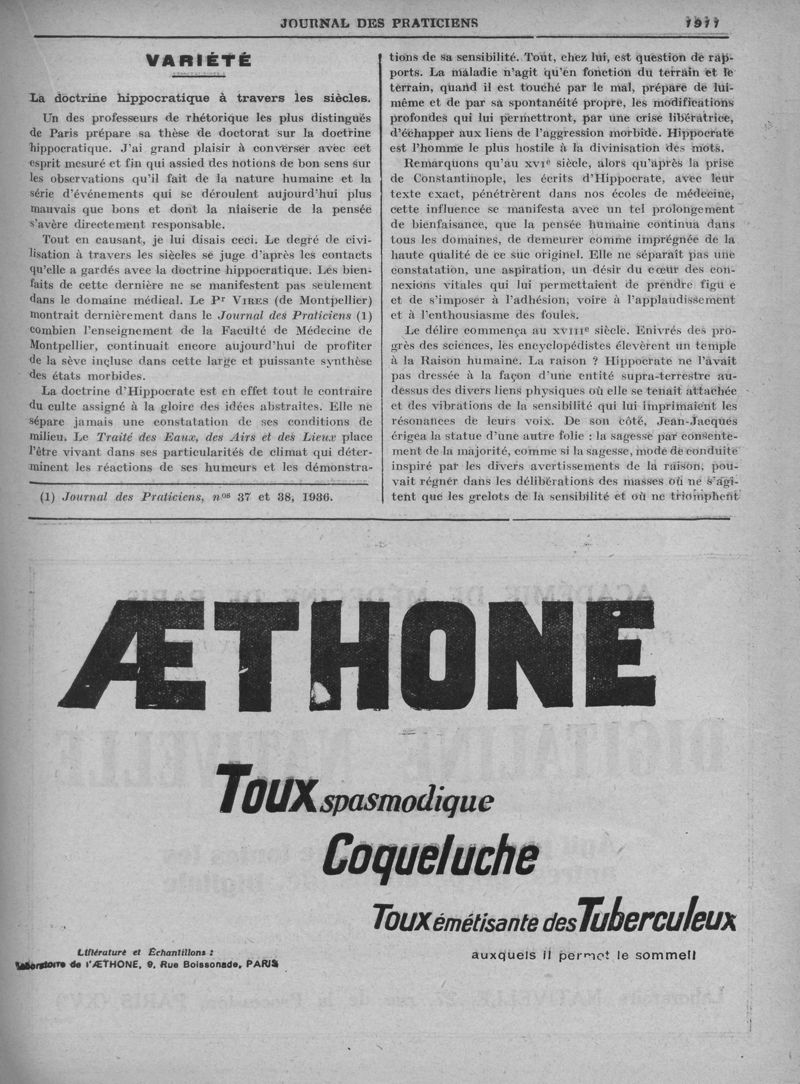 JOURNAL DES PRATICIENS 1911
VARIÉTÉ
La doctrine hippocratique à travers les siècles.
Un des professeurs de rhétorique les plus distingués
de Paris prépare sa thèse de doctorat sur la doctrine
hippocratique. J'ai grand plaisir à converser avec cet
esprit mesuré et fin qui assied des notions de bon sens sur
les observations qu'il fait de la nature humaine et la
série d'événements qui se déroulent aujourd'hui plus
mauvais que bons et dont la niaiserie de la pensée
s'avère directement responsable.
Tout en causant, je lui disais ceci. Le degré de civi-
lisation à travers les siècles se juge d'après les contacts
qu'elle a gardés avec la doctrine hippocratique. Les bien-
faits de cette dernière ne se manifestent pas seulement
dans le domaine médical. Le Pr VIRES (de Montpellier)
montrait dernièrement dans le Journal des Praticiens (1)
combien l'enseignement de la Faculté de Médecine de
Montpellier, continuait encore aujourd'hui de profiter
de la sève incluse dans cette large et puissante synthèse
des états morbides.
La doctrine d'Hippocrate est en effet tout le contraire
du culte assigné à la gloire des idées abstraites. Elle ne
sépare jamais une constatation de ses conditions de
milieu. Le Traité des Eaux, des Airs et des Lieux place
l'être vivant dans ses particularités de climat qui déter-
minent les réactions de ses humeurs et les démonstra-
(1) Journal des Praticiens, nos 37 et 38, 1936.
tions de sa sensibilité. Tout, chez lui, est question de rap-
ports. La maladie n'agit qu'en fonction du terrain et le
terrain, quand il est touché par le mal, prépare de lui-
même et de par sa spontanéité propre, les modifications
profondes qui lui permettront, par une crise libératrice,
d'échapper aux liens de l'aggression morbide. Hippocrate
est l'homme le plus hostile à la divinisation des mots.
Remarquons qu'au XVIe siècle, alors qu'après la prise
de Constantinople, les écrits d'Hippocrate, avec leur
texte exact, pénétrèrent dans nos écoles de médecine,
cette influence se manifesta avec un tel prolongement
de bienfaisance, que la pensée humaine continua dans
tous les domaines, de demeurer comme imprégnée de la
haute qualité de ce suc originel. Elle ne séparait pas une
constatation, une aspiration, un désir du cœur des con-
nexions vitales qui lui permettaient de prendre figu e
et de s'imposer à l'adhésion, voire à l'applaudissement
et à l'enthousiasme des foules.
Le délire commença au XVIIIe siècle. Enivrés des pro-
grès des sciences, les encyclopédistes élevèrent un temple
à la Raison humaine. La raison ? Hippocrate ne l'avait
pas dressée à la façon d'une entité supra-terrestre au-
dessus des divers liens physiques où elle se tenait attachée
et des vibrations de la sensibilité qui lui imprimaient les
résonances de leurs voix. De son côté, Jean-Jacques
érigea la statue d'une autre folie : la sagesse par consente-
ment de la majorité, comme si la sagesse, mode de conduite
inspiré par les divers avertissements de la raison, pou-
vait régner dans les délibérations des masses où ne s'agi-
tent que les grelots de la sensibilité et où ne triomphent
ÆTHONE
Toux spasmodique
Coqueluche
Toux émétisante des Tuberculeux
auxquels il permet le sommeil
Littérature et Échantillons :
Laboratoire de l'ÆTHONE, 9, Rue Boissonade, PARIS